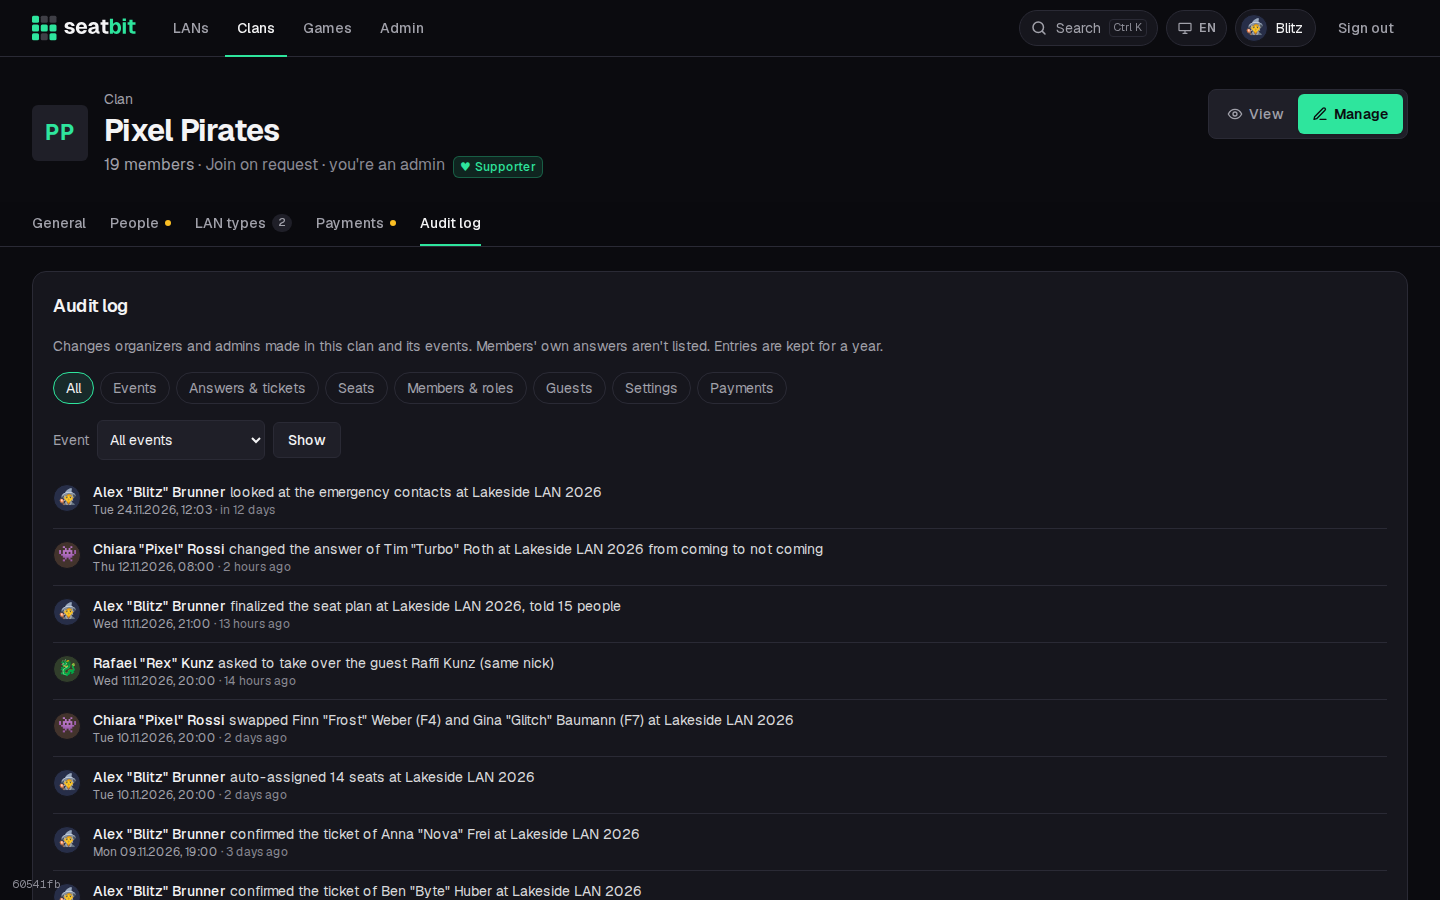 seatbit LANs Clans Games Admin Search Ctrl K EN Blitz Sign out
Clan
PP Pixel Pirates View Manage
19 members · Join on request · you're an admin ♥ Supporter
General People LAN types 2 Payments Audit log
Audit log
Changes organizers and admins made in this clan and its events. Members' own answers aren't listed. Entries are kept for a year.
All Events Answers & tickets Seats Members & roles Guests Settings Payments
Event All events Show
Alex "Blitz" Brunner looked at the emergency contacts at Lakeside LAN 2026
Tue 24.11.2026, 12:03 · in 12 days
Chiara "Pixel" Rossi changed the answer of Tim "Turbo" Roth at Lakeside LAN 2026 from coming to not coming
Thu 12.11.2026, 08:00 · 2 hours ago
Alex "Blitz" Brunner finalized the seat plan at Lakeside LAN 2026, told 15 people
Wed 11.11.2026, 21:00 · 13 hours ago
Rafael "Rex" Kunz asked to take over the guest Raffi Kunz (same nick)
Wed 11.11.2026, 20:00 · 14 hours ago
Chiara "Pixel" Rossi swapped Finn "Frost" Weber (F4) and Gina "Glitch" Baumann (F7) at Lakeside LAN 2026
Tue 10.11.2026, 20:00 · 2 days ago
Alex "Blitz" Brunner auto-assigned 14 seats at Lakeside LAN 2026
Tue 10.11.2026, 20:00 · 2 days ago
Alex "Blitz" Brunner confirmed the ticket of Anna "Nova" Frei at Lakeside LAN 2026
Mon 09.11.2026, 19:00 · 3 days ago
Alex "Blitz" Brunner confirmed the ticket of Ben "Byte" Huber at Lakeside LAN 2026
60541fb